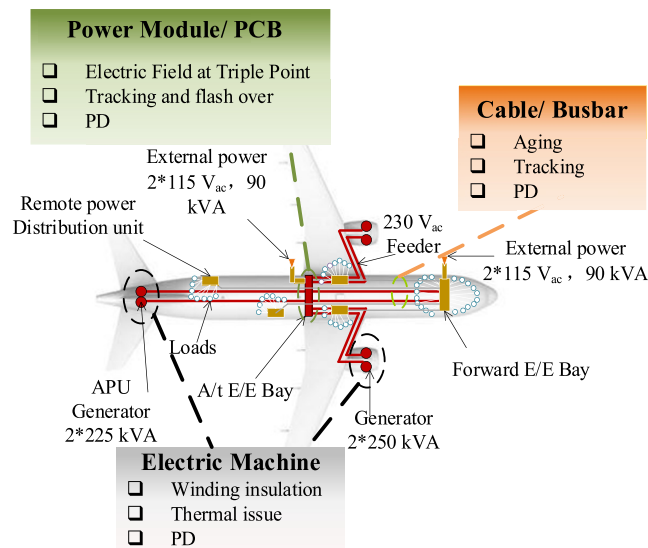 Power Module/ PCB
❑ Electric Field at Triple Point
❑ Tracking and flash over
❑ PD
Cable/ Busbar
❑ Aging
❑ Tracking
❑ PD
External power
2*115 Vac，90
kVA
Remote power
Distribution unit
230 Vac
Feeder
External power
2*115 Vac，90 kVA
Loads
A/t E/E Bay
Forward E/E Bay
APU
Generator
2*225 kVA
Generator
2*250 kVA
Electric Machine
❑ Winding insulation
❑ Thermal issue
❑ PD